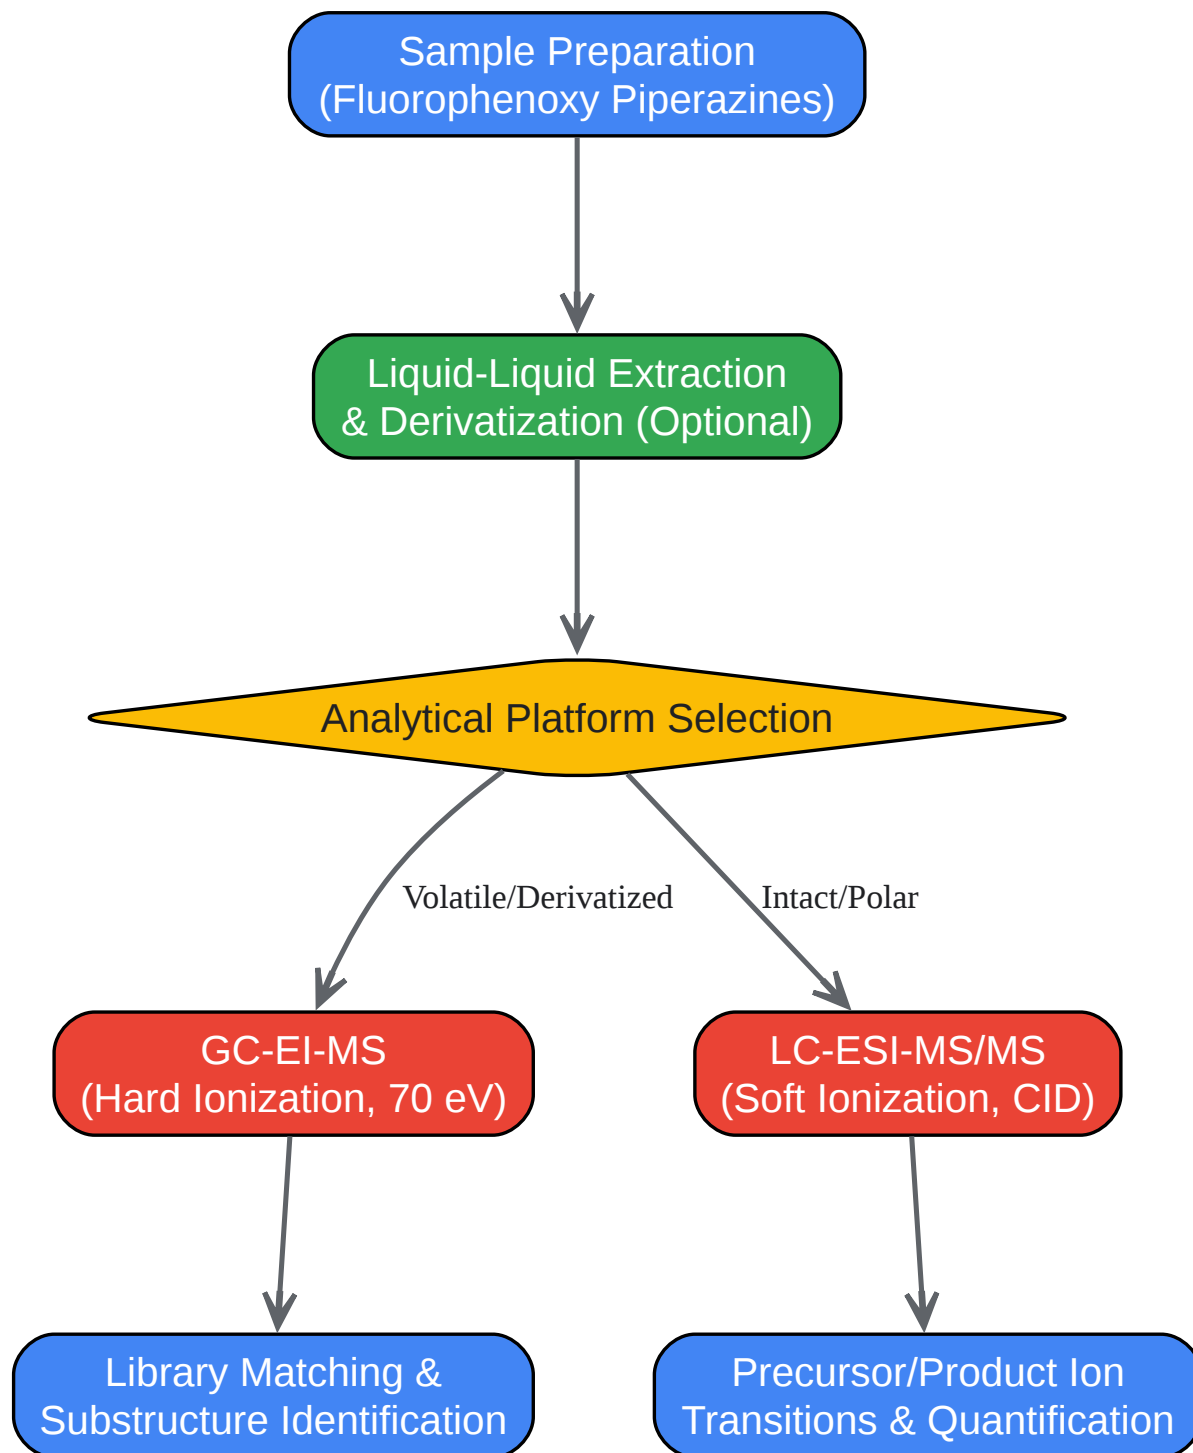 Sample Preparation
(Fluorophenoxy Piperazines)
Liquid-Liquid Extraction
& Derivatization (Optional)
Analytical Platform Selection
Volatile/Derivatized
Intact/Polar
GC-EI-MS
(Hard Ionization, 70 eV)
LC-ESI-MS/MS
(Soft Ionization, CID)
Library Matching &
Substructure Identification
Precursor/Product Ion
Transitions & Quantification